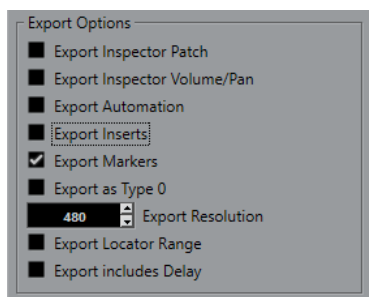 Export Options
Export Inspector Patch
Export Inspector Volume/Pan
Export Automation
Export Inserts
Export Markers
Export as Type 0
480 Export Resolution
Export Locator Range
Export includes Delay